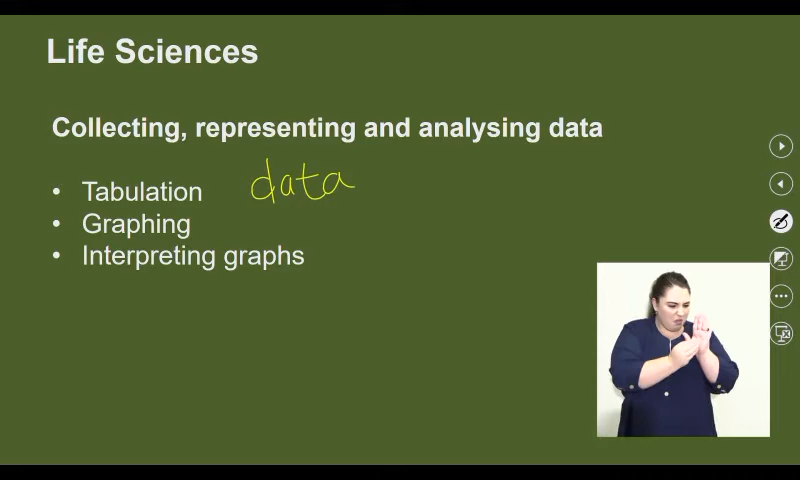 Life Sciences
Collecting, representing and analysing data
• Tabulation data
• Graphing
• Interpreting graphs